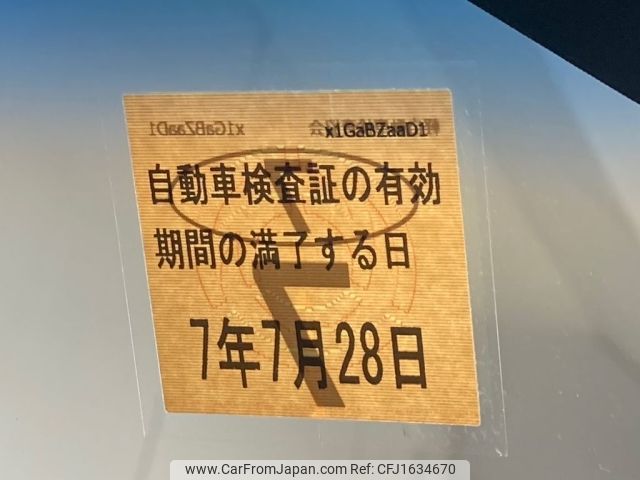 x1GaBZaaD1
自動車検査証の有効
期間の満了する日
7年7月28日
www.CarFromJapan.com | CFJ1634670